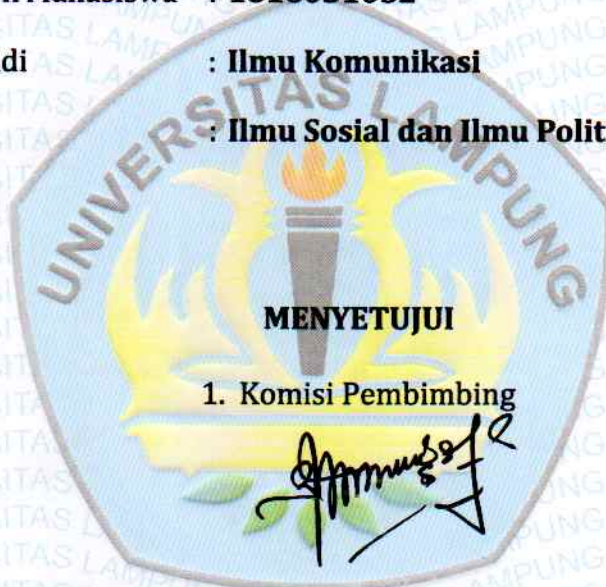 : Ilmu Komunikasi
: Ilmu Sosial dan Ilmu Polit
UNIVERSITAS LAMPUNG
MENYETUJUI
1. Komisi Pembimbing